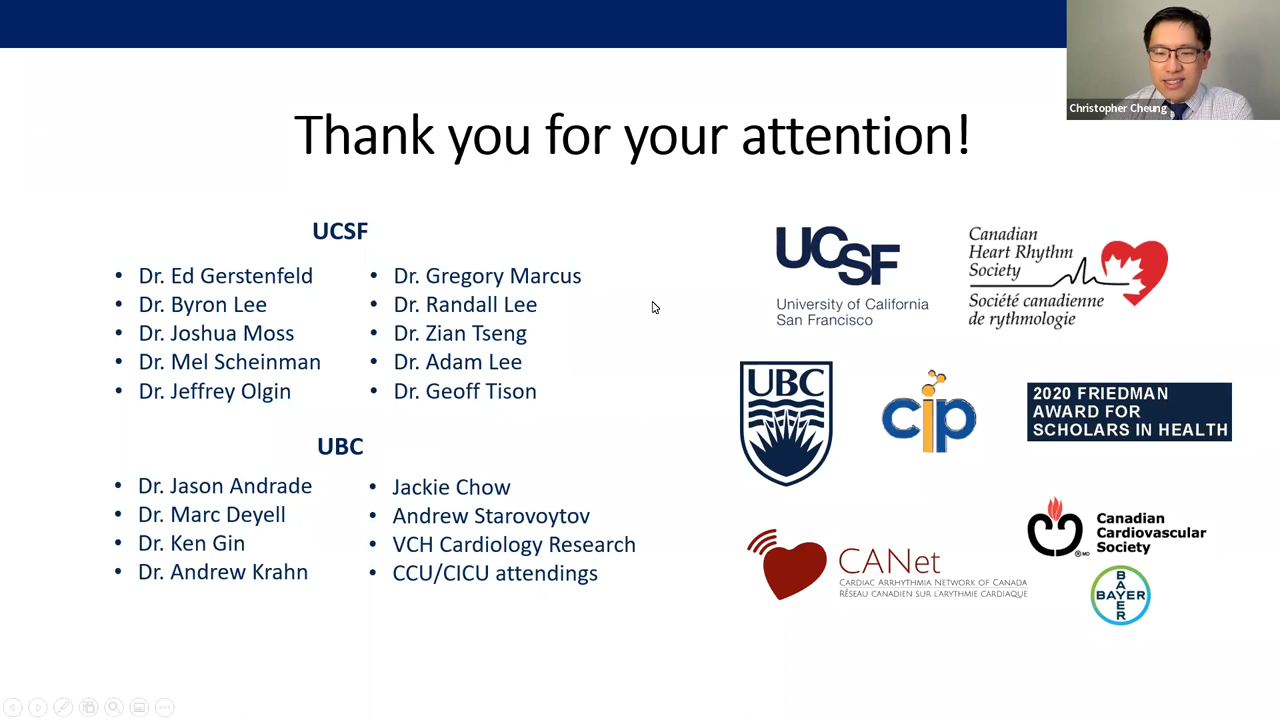 Christopher Cheung
Thank you for your attention!
UCSF
• Dr. Ed Gerstenfeld
• Dr. Byron Lee
• Dr. Joshua Moss
• Dr. Mel Scheinman
• Dr. Jeffrey Olgin
• Dr. Gregory Marcus
• Dr. Randall Lee
• Dr. Zian Tseng
• Dr. Adam Lee
• Dr. Geoff Tison
UBC
• Dr. Jason Andrade
• Dr. Marc Deyell
• Dr. Ken Gin
• Dr. Andrew Krahn
• Jackie Chow
• Andrew Starovoytov
• VCH Cardiology Research
• CCU/CICU attendings
UCSF
University of California
San Francisco
Canadian
Heart Rhythm
Society
Société canadienne
de rythmologie
UBC
cip
2020 FRIEDMAN
AWARD FOR
SCHOLARS IN HEALTH
CANet
CARDIAC ARRHYTHMIA NETWORK OF CANADA
RÉSEAU CANADIEN SUR L'ARYTHMIE CARDIAQUE
® MD
Canadian
Cardiovascular
Society
BAYER
BAYER